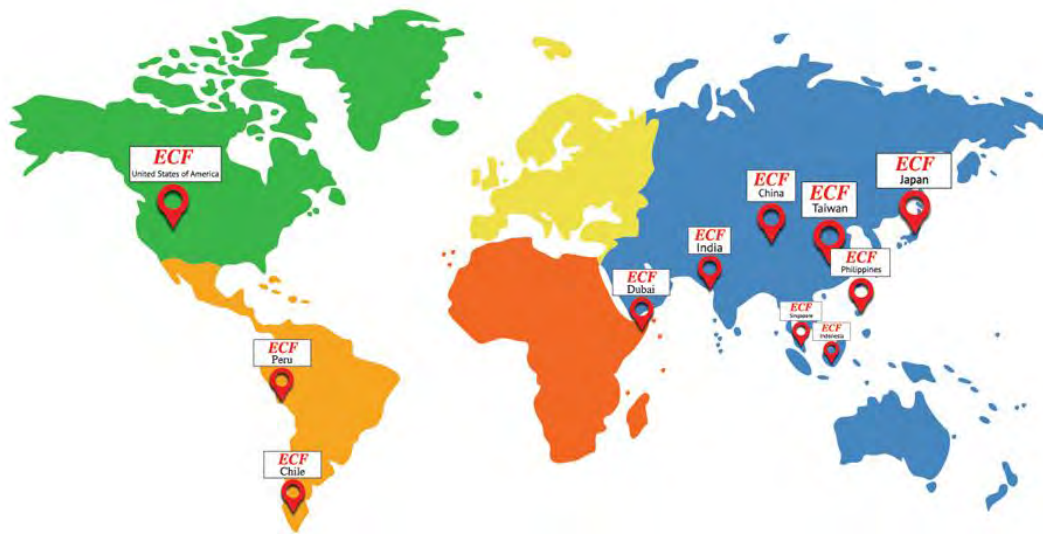 ECF
United States of America
ECF
Japan
ECF
China
ECF
Taiwan
ECF
India
ECF
Philippines
ECF
Dubai
ECF
Singapore
ECF
Indonesia
ECF
Peru
ECF
Chile